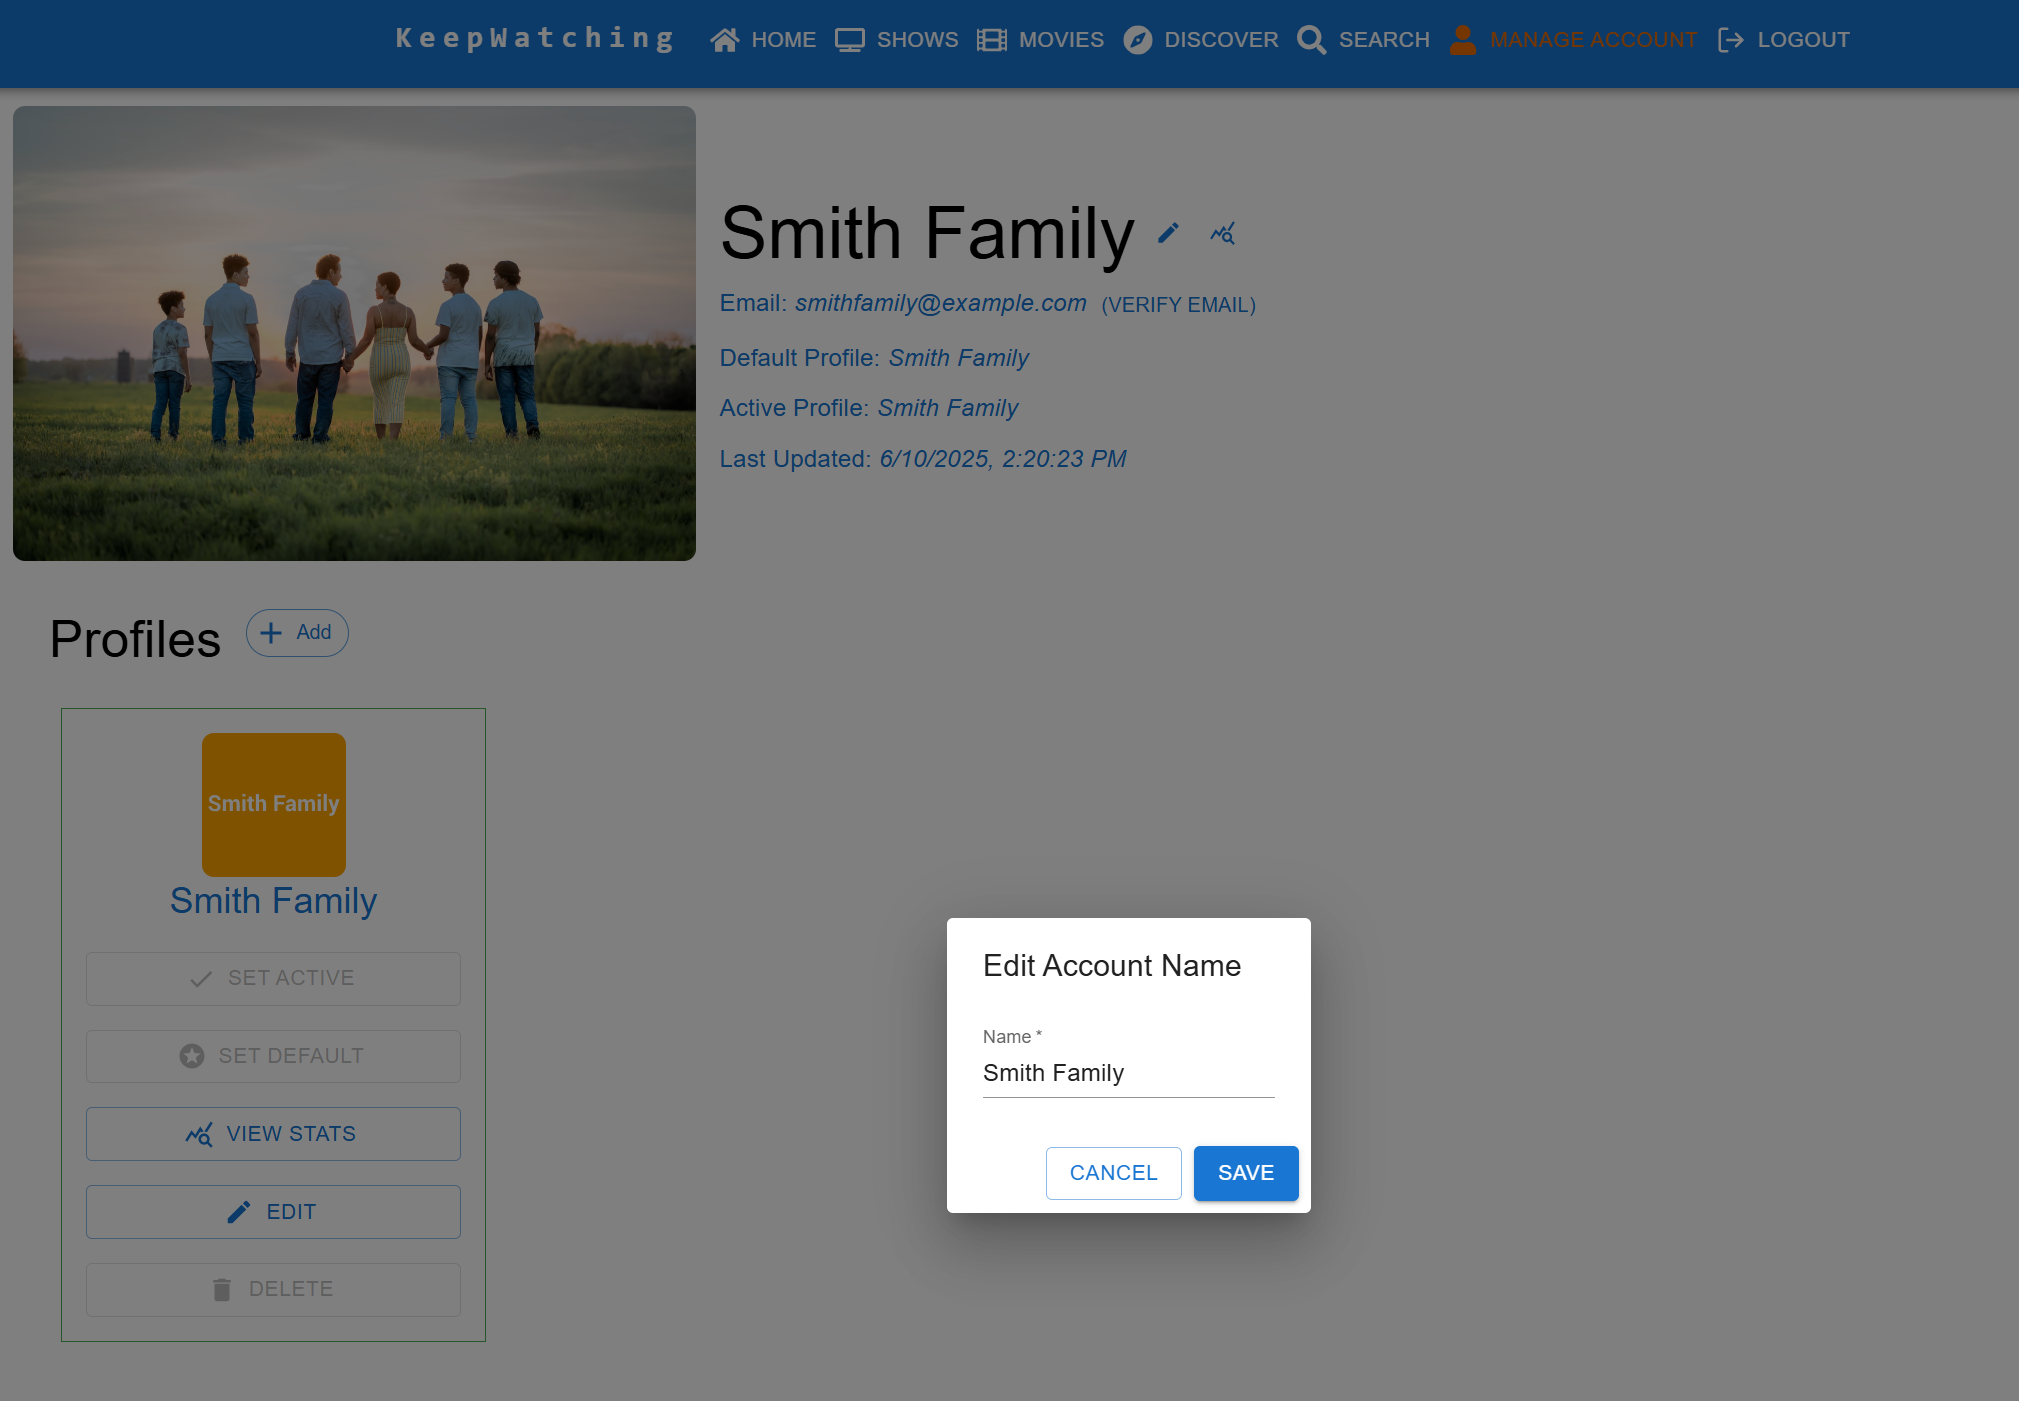 KeepWatching HOME SHOWS MOVIES DISCOVER SEARCH MANAGE ACCOUNT LOGOUT
Smith Family
Email: smithfamily@example.com (VERIFY EMAIL)
Default Profile: Smith Family
Active Profile: Smith Family
Last Updated: 6/10/2025, 2:20:23 PM
Profiles Add
Smith Family
Smith Family
SET ACTIVE
SET DEFAULT
VIEW STATS
EDIT
DELETE
Edit Account Name
Name *
Smith Family
CANCEL SAVE